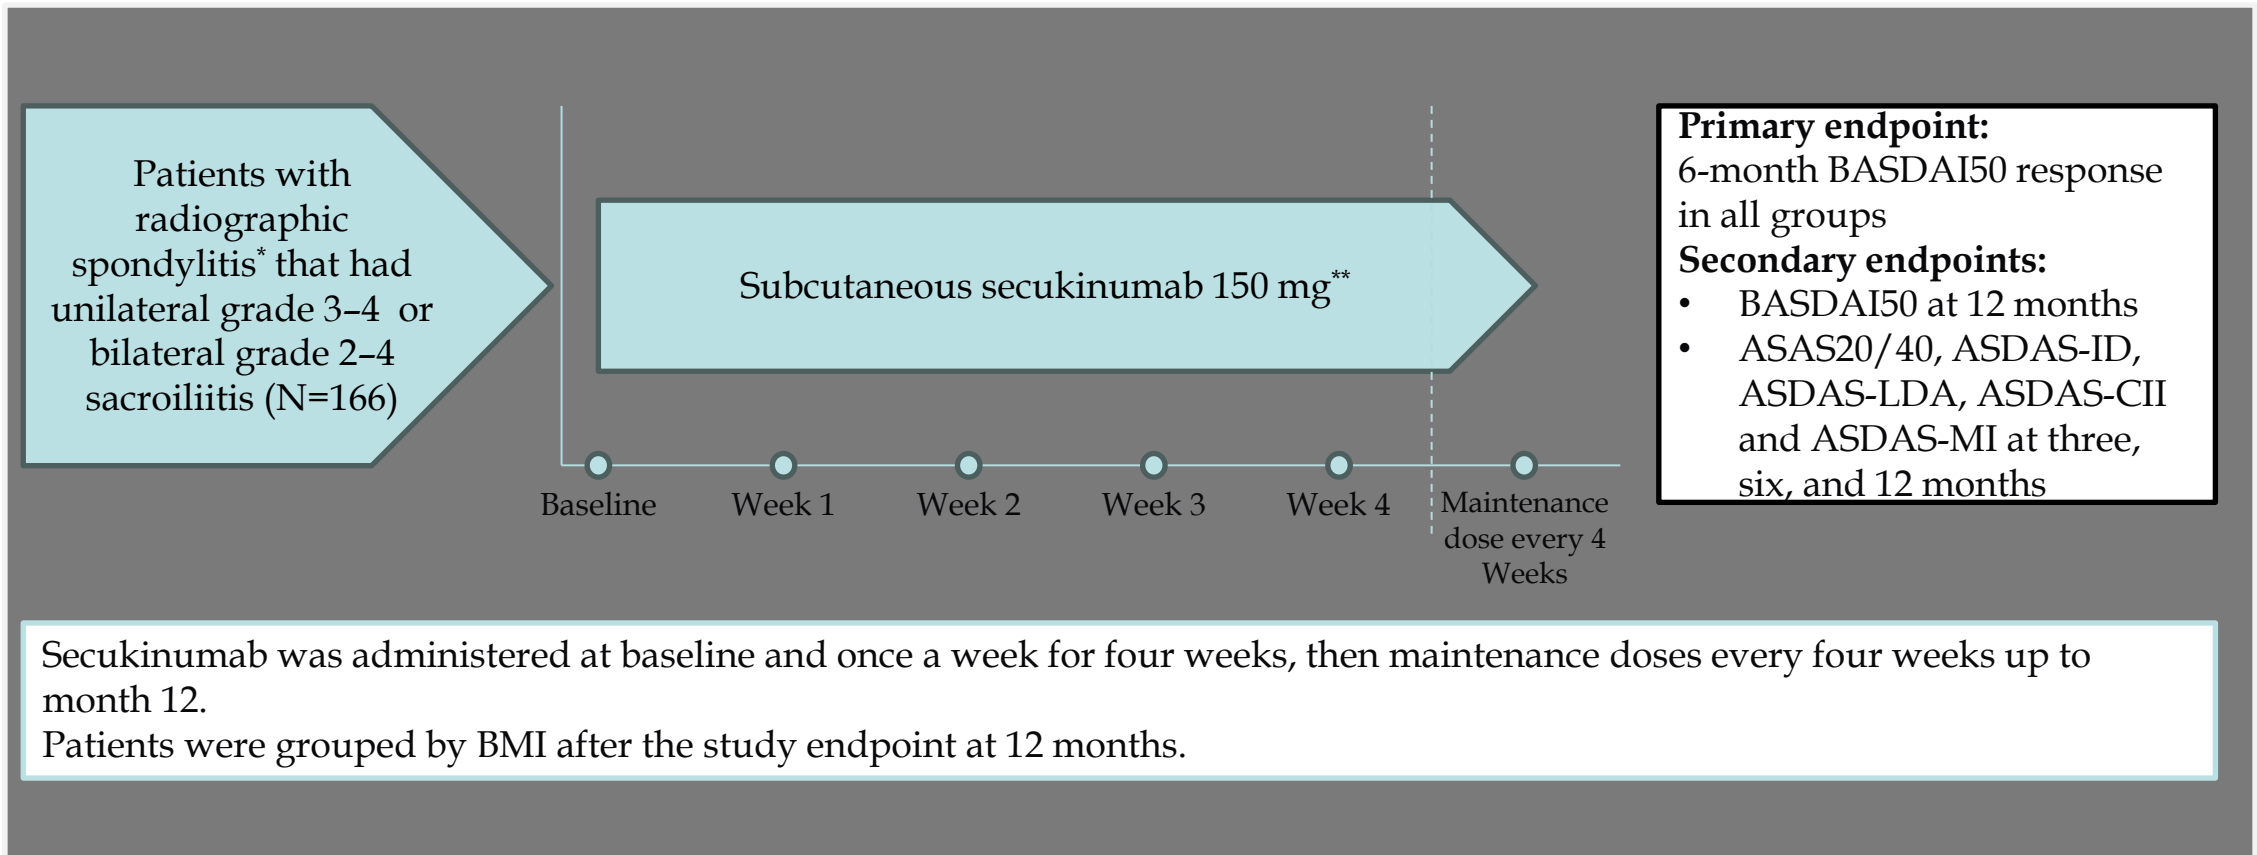 Patients with
radiographic
spondylitis* that had
unilateral grade 3–4 or
bilateral grade 2–4
sacroiliitis (N=166)
Subcutaneous secukinumab 150 mg**
Baseline
Week 1
Week 2
Week 3
Week 4
Maintenance
dose every 4
Weeks
Primary endpoint:
6-month BASDAI50 response
in all groups
Secondary endpoints:
• BASDAI50 at 12 months
• ASAS20/40, ASDAS-ID,
ASDAS-LDA, ASDAS-CII
and ASDAS-MI at three,
six, and 12 months
Secukinumab was administered at baseline and once a week for four weeks, then maintenance doses every four weeks up to
month 12.
Patients were grouped by BMI after the study endpoint at 12 months.